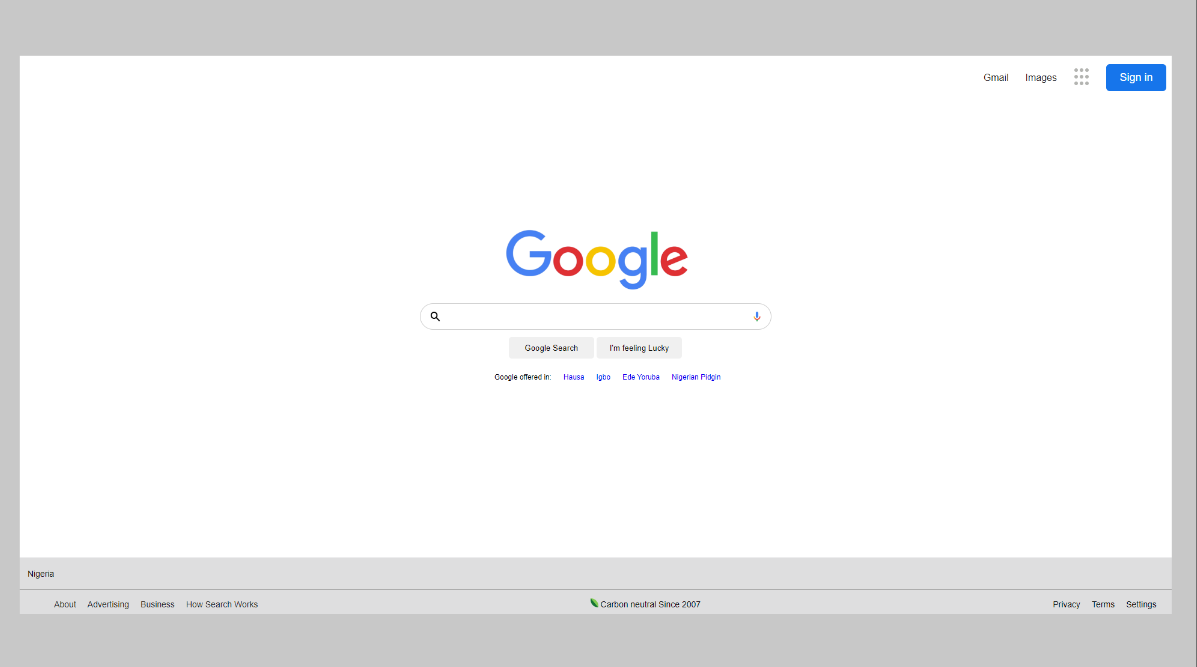 Gmail Images Sign in
Google
Google Search I'm feeling Lucky
Google offered in: Hausa Igbo Ede Yoruba Nigerian Pidgin
Nigeria
About Advertising Business How Search Works Carbon neutral Since 2007 Privacy Terms Settings